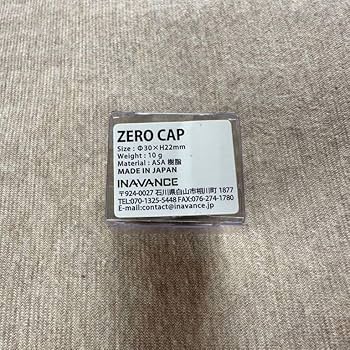 ZERO CAP
Size : Φ30×H22mm
Weight : 10 g
Material : ASA 樹脂
MADE IN JAPAN
INAVANCE
〒924-0027 石川県白山市相川町 1877
TEL:070-1325-5448 FAX:076-274-1780
E-mail:contact@inavance.jp